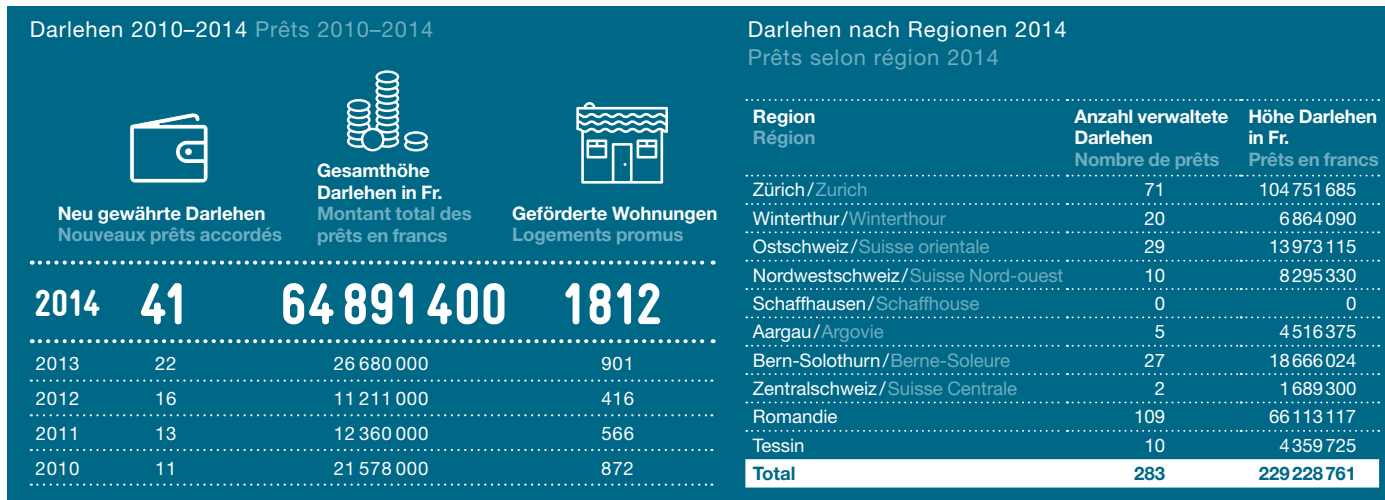 Darlehen 2010–2014 Prêts 2010–2014
Neu gewährte Darlehen
Nouveaux prêts accordés
Gesamthöhe
Darlehen in Fr.
Montant total des
prêts en francs
Geförderte Wohnungen
Logements promus
2014 41 64 891 400 1812
2013 22 26 680 000 901
2012 16 11 211 000 416
2011 13 12 360 000 566
2010 11 21 578 000 872
Darlehen nach Regionen 2014
Prêts selon région 2014
Region
Région
Anzahl verwaltete
Darlehen
Nombre de prêts
Höhe Darlehen
in Fr.
Prêts en francs
Zürich/Zurich 71 104 751 685
Winterthur/Winterthour 20 6 864 090
Ostschweiz/Suisse orientale 29 13 973 115
Nordwestschweiz/Suisse Nord-ouest 10 8 295 330
Schaffhausen/Schaffhouse 0 0
Aargau/Argovie 5 4 516 375
Bern-Solothurn/Berne-Soleure 27 18 666 024
Zentralschweiz/Suisse Centrale 2 1 689 300
Romandie 109 66 113 117
Tessin 10 4 359 725
Total 283 229 228 761